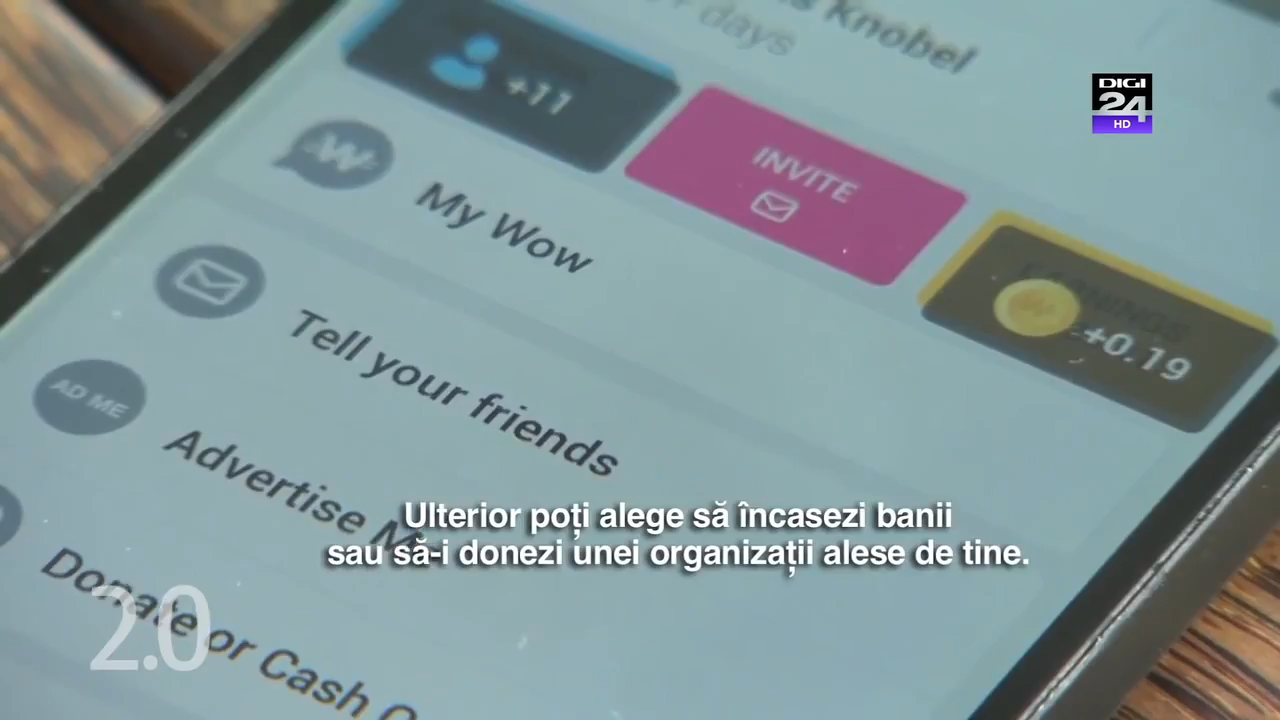 Knobel
days
+11
INVITE
EARNINGS
+0.19
My Wow
Tell your friends
AD ME
Advertise
Donate or Cash
Ulterior poți alege să încasezi banii
sau să-i donezi unei organizații alese de tine.
DIGI
24
HD
2.0